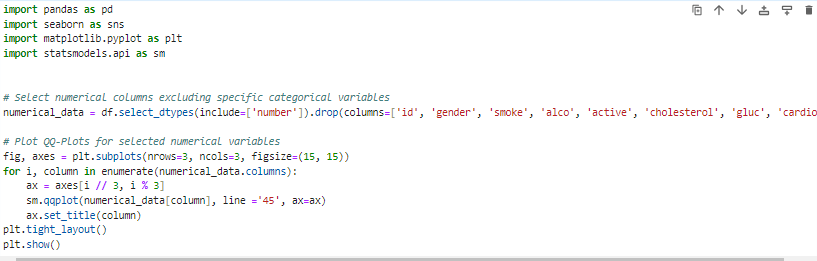 import pandas as pd
import seaborn as sns
import matplotlib.pyplot as plt
import statsmodels.api as sm
# Select numerical columns excluding specific categorical variables
numerical_data = df.select_dtypes(include=['number']).drop(columns=['id', 'gender', 'smoke', 'alco', 'active', 'cholesterol', 'gluc', 'cardio
# Plot QQ-Plots for selected numerical variables
fig, axes = plt.subplots(nrows=3, ncols=3, figsize=(15, 15))
for i, column in enumerate(numerical_data.columns):
    ax = axes[i // 3, i % 3]
    sm.qqplot(numerical_data[column], line ='45', ax=ax)
    ax.set_title(column)
plt.tight_layout()
plt.show()